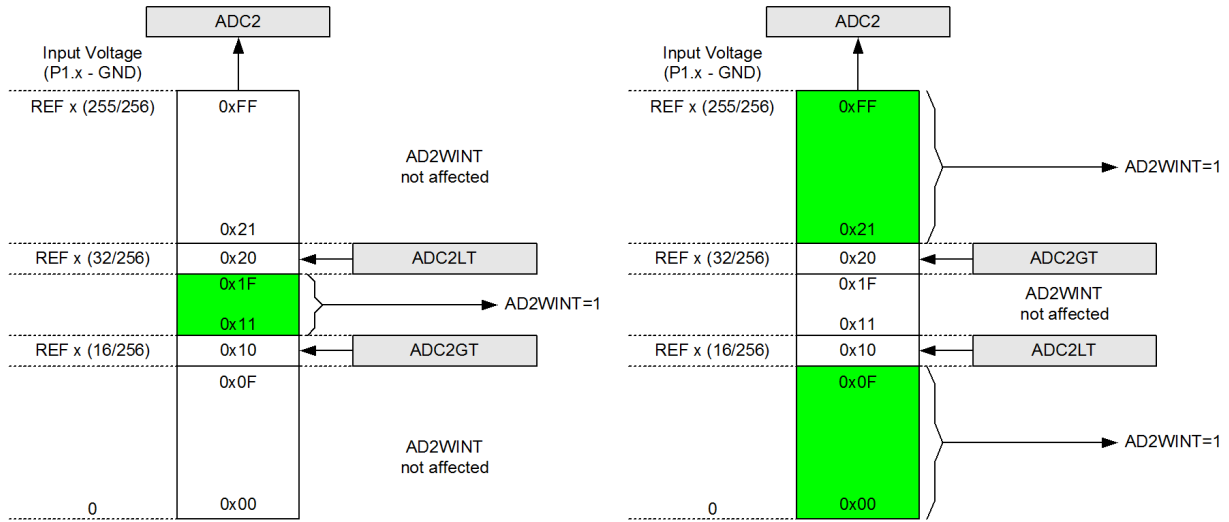 ADC2
Input Voltage
(P1.x - GND)
REF x (255/256)
0xFF
AD2WINT
not affected
0x21
REF x (32/256)
0x20
ADC2LT
0x1F
AD2WINT=1
0x11
REF x (16/256)
0x10
ADC2GT
0x0F
AD2WINT
not affected
0x00
0
ADC2
Input Voltage
(P1.x - GND)
REF x (255/256)
0xFF
AD2WINT=1
0x21
REF x (32/256)
0x20
ADC2GT
0x1F
AD2WINT
not affected
0x11
REF x (16/256)
0x10
ADC2LT
0x0F
AD2WINT=1
0x00
0